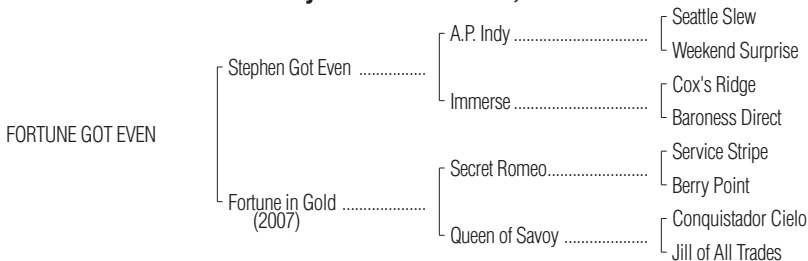 Seattle Slew
A.P. Indy ................................
Weekend Surprise
Stephen Got Even ................
Cox's Ridge
Immerse ................................
Baroness Direct
FORTUNE GOT EVEN
Service Stripe
Secret Romeo........................
Berry Point
Fortune in Gold ....................
(2007)
Conquistador Cielo
Queen of Savoy ....................
Jill of All Trades